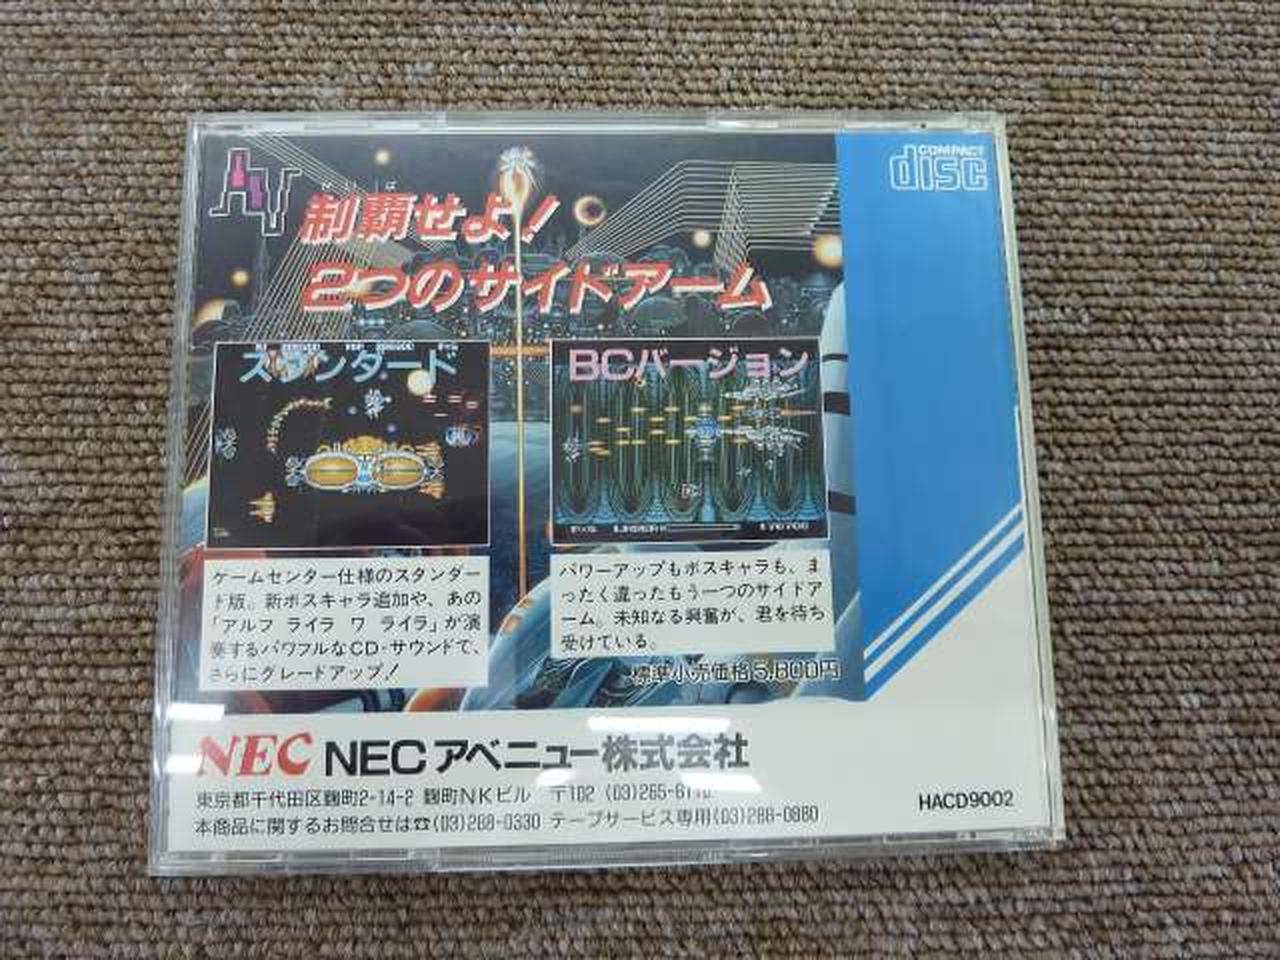 COMPACT
disc
AV
制覇せよ!
2つのサイドアーム
スタンダード
BCバージョン
ゲームセンター仕様のスタンダー
ド版。新ボスキャラ追加や、あの
「アルフ ライラ ワ ライラ」が演
奏するパワフルなCD・サウンドで、
さらにグレードアップ!
パワーアップもボスキャラも、ま
ったく違ったもう一つのサイドア
ーム。未知なる興奮が、君を待ち
受けている。
標準小売価格5,800円
NEC NECアベニュー株式会社
東京都千代田区麹町2-14-2 麹町NKビル 〒102
本商品に関するお問合せは☎(03)288-0330 テープサービス専用(03)288-0880
HACD9002